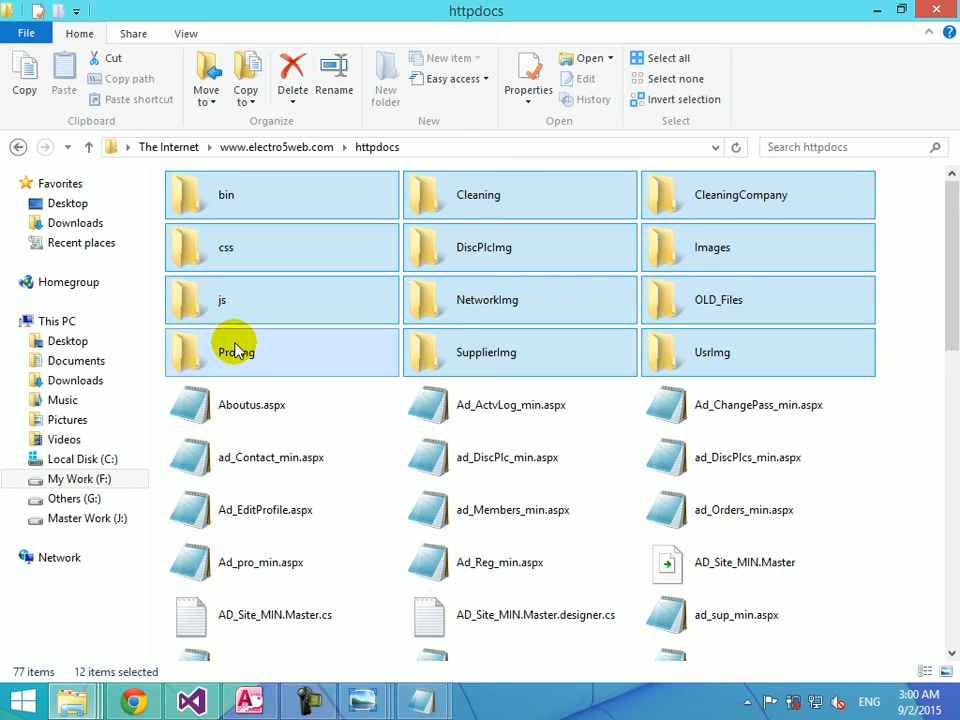 httpdocs
File
Home
Share
View
Copy
Paste
Cut
Copy path
Paste shortcut
Clipboard
Move to
Copy to
Delete
Rename
Organize
New folder
New item
Easy access
New
Properties
Open
Edit
History
Open
Select all
Select none
Invert selection
Select
The Internet
www.electro5web.com
httpdocs
Search httpdocs
Favorites
Desktop
Downloads
Recent places
Homegroup
This PC
Desktop
Documents
Downloads
Music
Pictures
Videos
Local Disk (C:)
My Work (F:)
Others (G:)
Master Work (J:)
Network
bin
Cleaning
CleaningCompany
css
DiscPlcImg
Images
js
NetworkImg
OLD_Files
SupplierImg
UsrImg
Aboutus.aspx
Ad_ActvLog_min.aspx
Ad_ChangePass_min.aspx
ad_Contact_min.aspx
ad_DiscPlc_min.aspx
ad_DiscPlcs_min.aspx
Ad_EditProfile.aspx
ad_Members_min.aspx
ad_Orders_min.aspx
Ad_pro_min.aspx
Ad_Reg_min.aspx
AD_Site_MIN.Master
AD_Site_MIN.Master.cs
AD_Site_MIN.Master.designer.cs
ad_sup_min.aspx
77 items
12 items selected
ENG
3:00 AM
9/2/2015